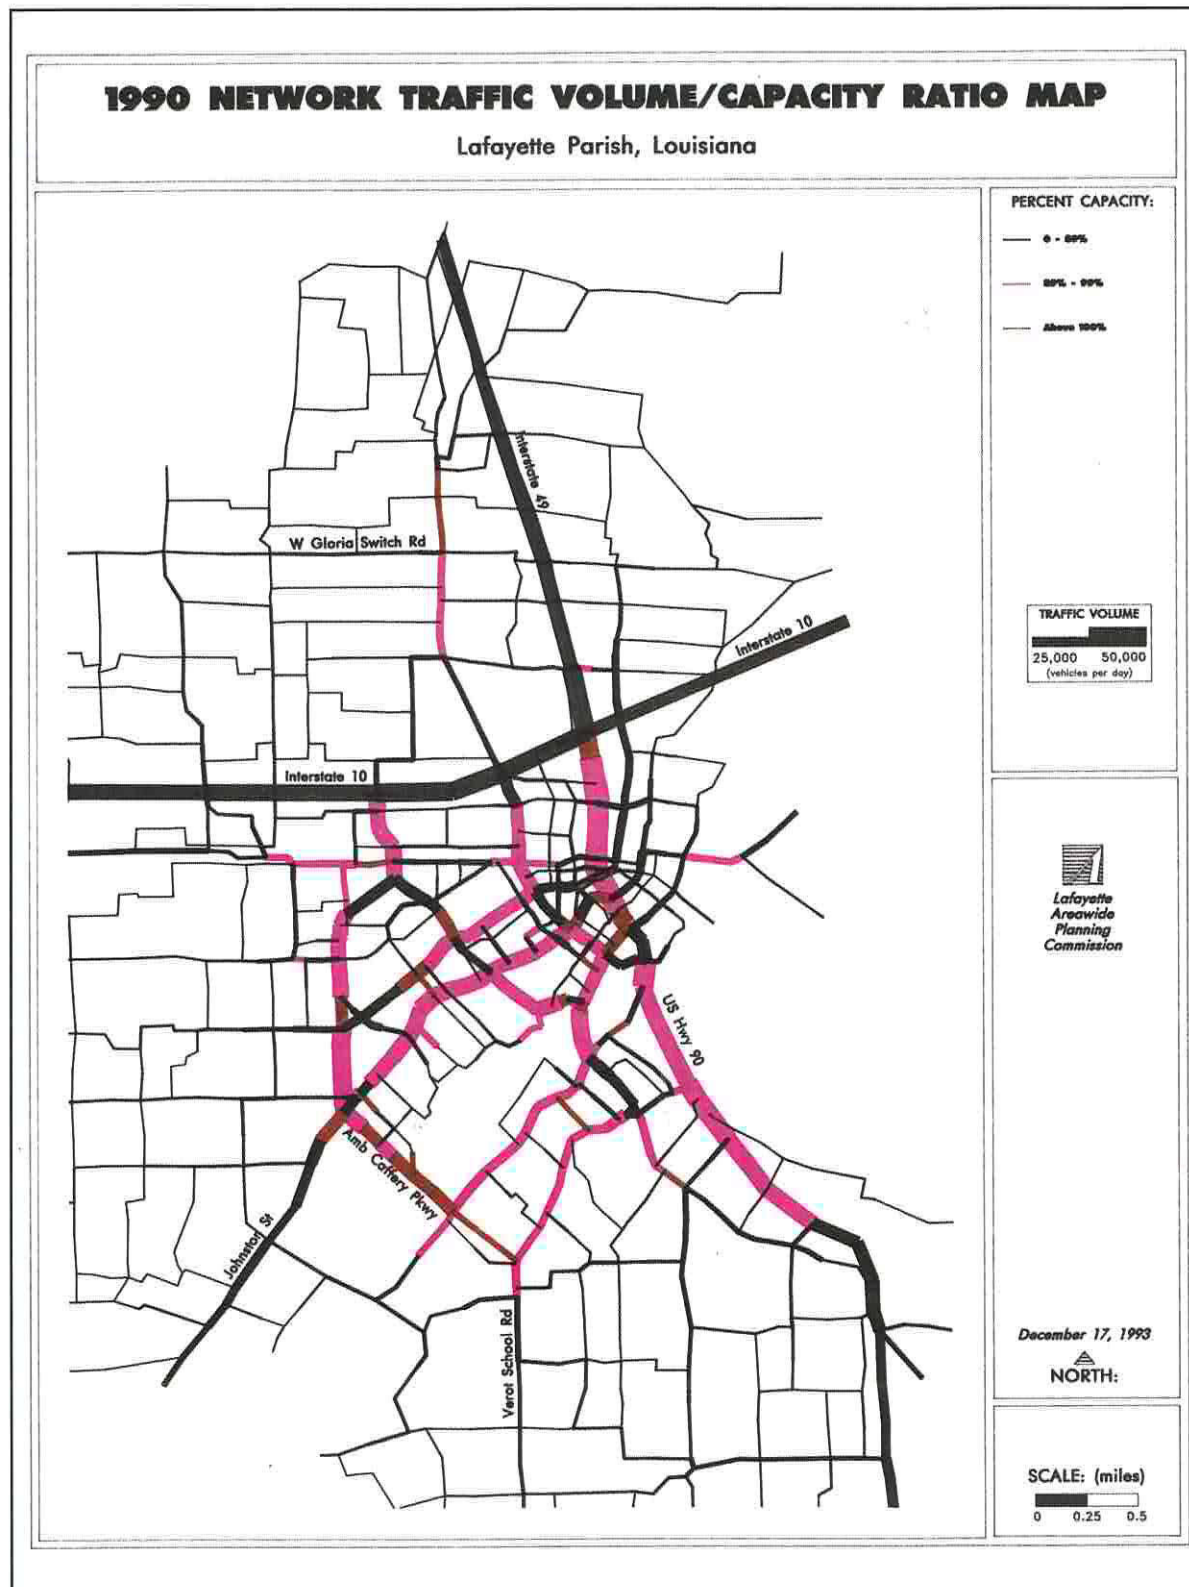 1990 NETWORK TRAFFIC VOLUME/CAPACITY RATIO MAP
Lafayette Parish, Louisiana
PERCENT CAPACITY:
Above 100%
Interstate 49
W Gloria Switch Rd
Interstate 10
TRAFFIC VOLUME
25,000 50,000
(vehicles per day)
Interstate 10
Lafayette
Areawide
Planning
Commission
US Hwy 90
Amb Caffery Pkwy
Johnston St
Verot School Rd
December 17, 1993
NORTH:
SCALE: (miles)
0 0.25 0.5